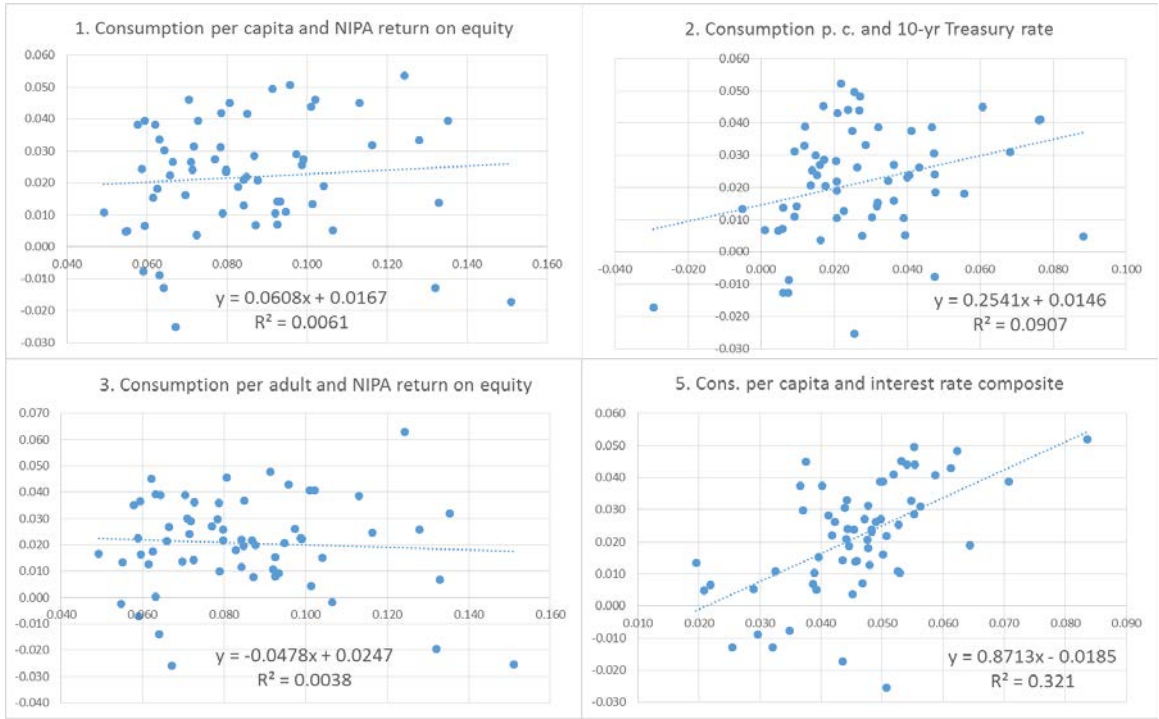 1. Consumption per capita and NIPA return on equity
0.060
0.050
0.040
0.030
0.020
0.010
0.000
0.040 0.060 0.080 0.100 0.120 0.140 0.160
-0.010
-0.020
-0.030
y = 0.0608x + 0.0167
R² = 0.0061
2. Consumption p. c. and 10-yr Treasury rate
0.060
0.050
0.040
0.030
0.020
0.010
0.000
-0.040 -0.020 0.000 0.020 0.040 0.060 0.080 0.100
-0.010
-0.020
-0.030
y = 0.2541x + 0.0146
R² = 0.0907
3. Consumption per adult and NIPA return on equity
0.070
0.060
0.050
0.040
0.030
0.020
0.010
0.000
0.040 0.060 0.080 0.100 0.120 0.140 0.160
-0.010
-0.020
-0.030
-0.040
y = -0.0478x + 0.0247
R² = 0.0038
5. Cons. per capita and interest rate composite
0.060
0.050
0.040
0.030
0.020
0.010
0.000
0.010 0.020 0.030 0.040 0.050 0.060 0.070 0.080 0.090
-0.010
-0.020
-0.030
y = 0.8713x - 0.0185
R² = 0.321